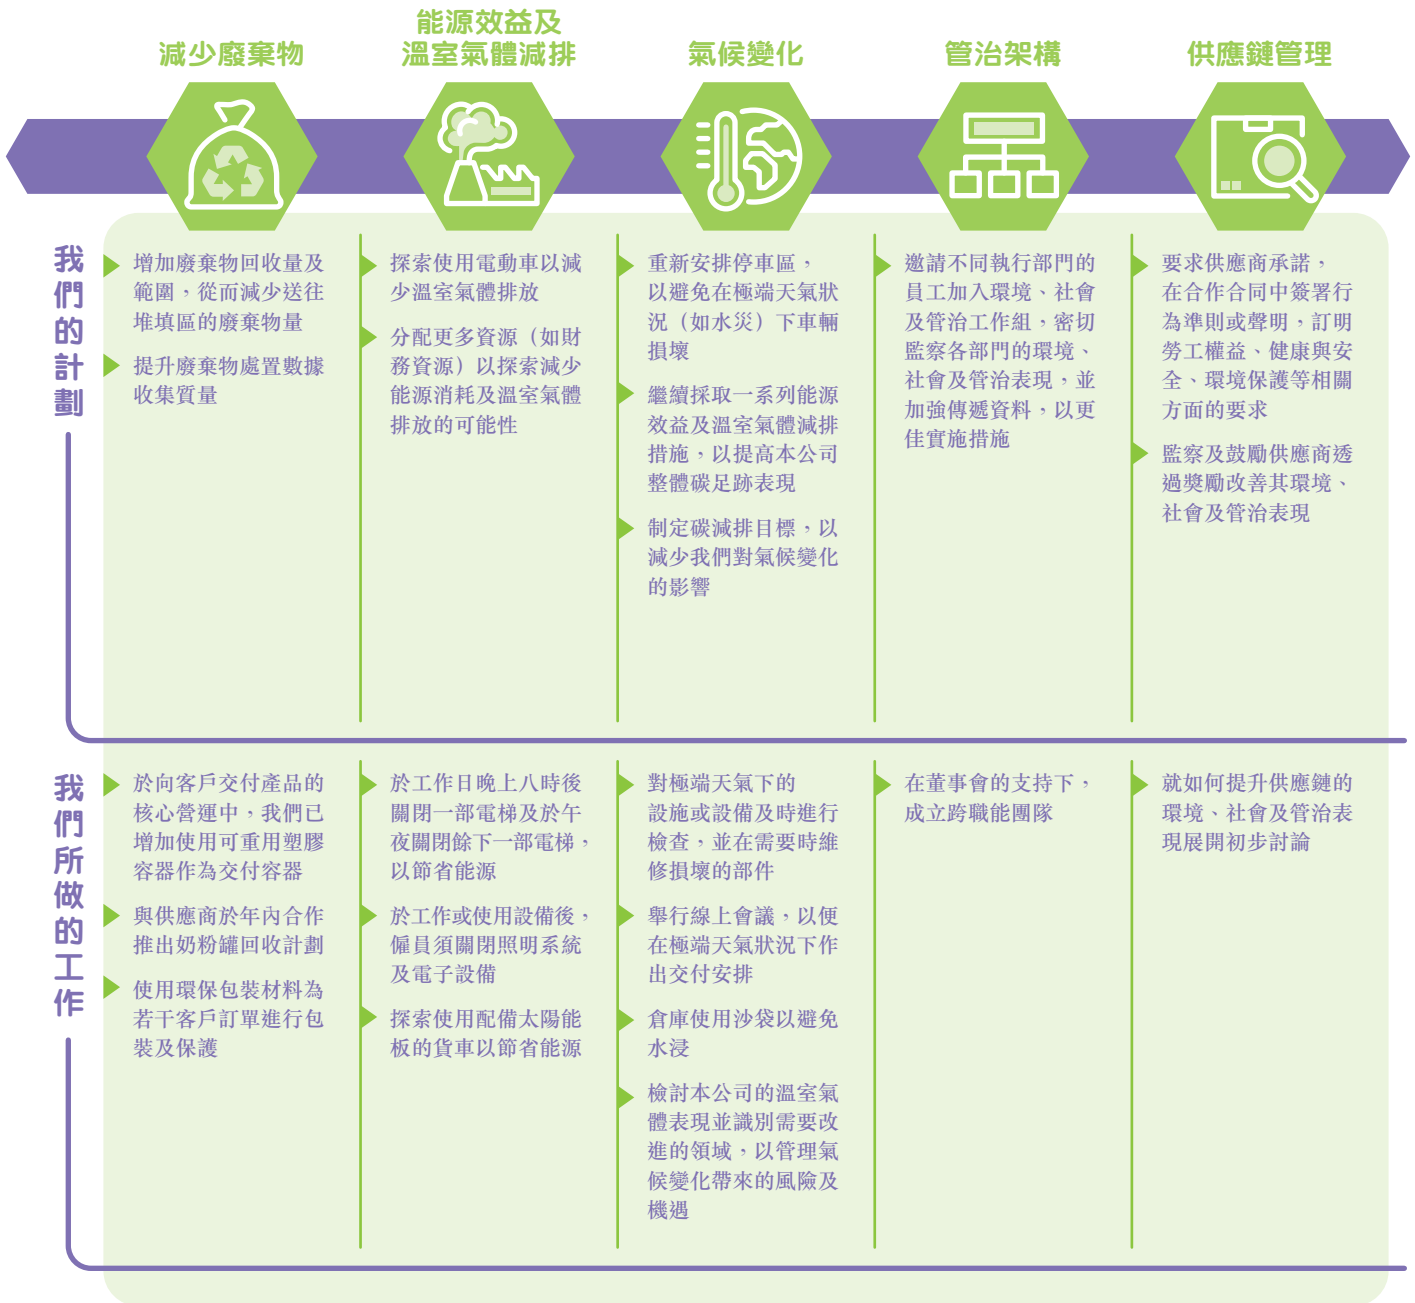 減少廢棄物
能源效益及
溫室氣體減排
氣候變化
管治架構
供應鏈管理
我們的計劃
增加廢棄物回收量及
範圍，從而減少送往
堆填區的廢棄物量
提升廢棄物處置數據
收集質量
探索使用電動車以減
少溫室氣體排放
分配更多資源（如財
務資源）以探索減少
能源消耗及溫室氣體
排放的可能性
重新安排停車區，
以避免在極端天氣狀
況（如水災）下車輛
損壞
繼續採取一系列能源
效益及溫室氣體減排
措施，以提高本公司
整體碳足跡表現
制定碳減排目標，以
減少我們對氣候變化
的影響
邀請不同執行部門的
員工加入環境、社會
及管治工作組，密切
監察各部門的環境、
社會及管治表現，並
加強傳遞資料，以更
佳實施措施
要求供應商承諾，
在合作合同中簽署行
為準則或聲明，訂明
勞工權益、健康與安
全、環境保護等相關
方面的要求
監察及鼓勵供應商透
過獎勵改善其環境、
社會及管治表現
我們所做的工作
於向客戶交付產品的
核心營運中，我們已
增加使用可重用塑膠
容器作為交付容器
與供應商於年內合作
推出奶粉罐回收計劃
使用環保包裝材料為
若干客戶訂單進行包
裝及保護
於工作日晚上八時後
關閉一部電梯及於午
夜關閉餘下一部電梯，
以節省能源
於工作或使用設備後，
僱員須關閉照明系統
及電子設備
探索使用配備太陽能
板的貨車以節省能源
對極端天氣下的
設施或設備及時進行
檢查，並在需要時維
修損壞的部件
舉行線上會議，以便
在極端天氣狀況下作
出交付安排
倉庫使用沙袋以避免
水浸
檢討本公司的溫室氣
體表現並識別需要改
進的領域，以管理氣
候變化帶來的風險及
機遇
在董事會的支持下，
成立跨職能團隊
就如何提升供應鏈的
環境、社會及管治表
現展開初步討論